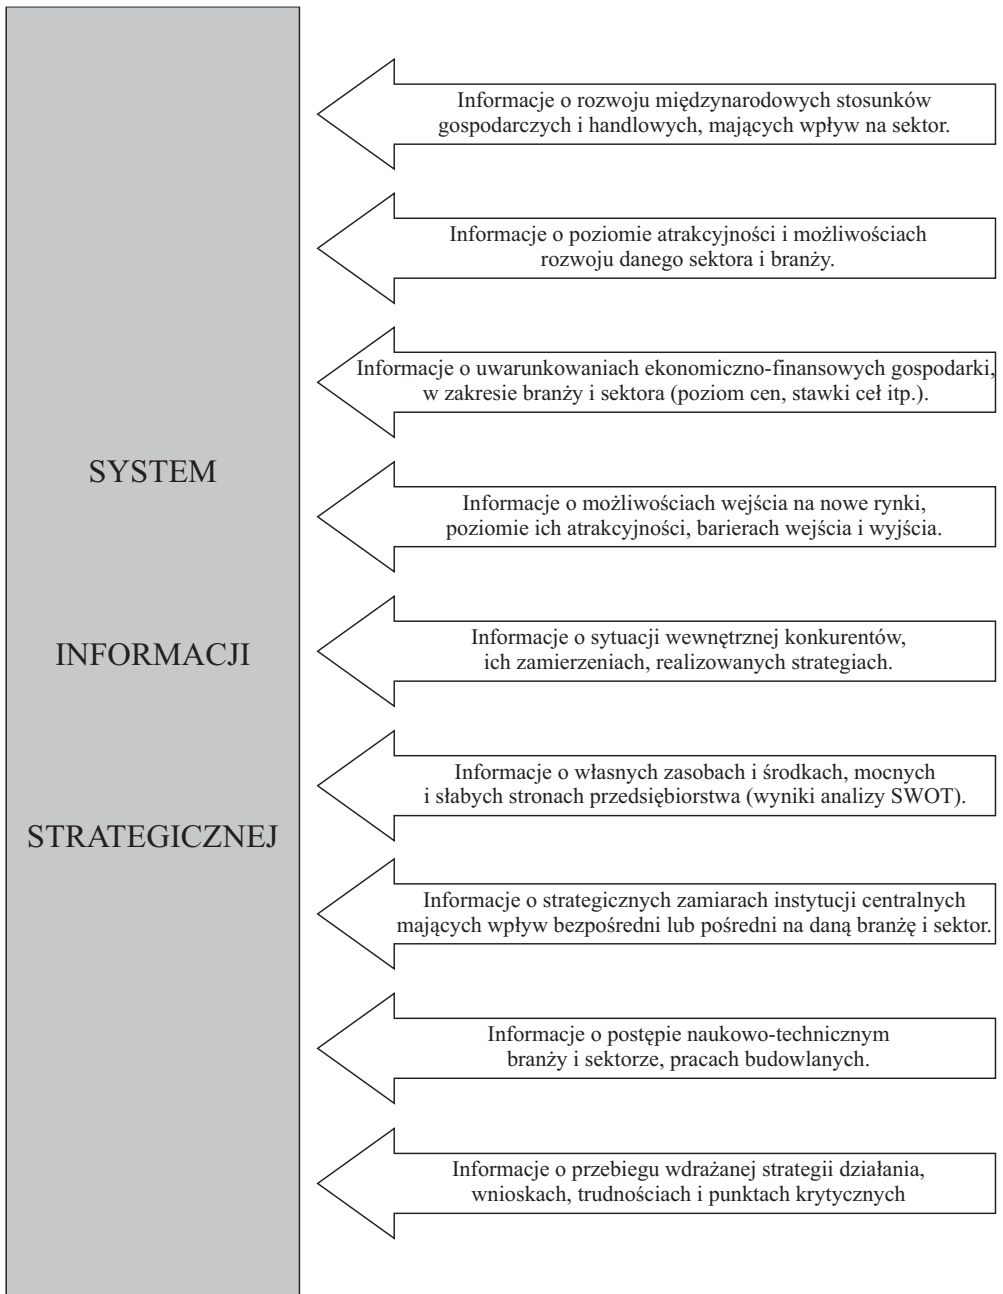 SYSTEM
INFORMACJI
STRATEGICZNEJ
Informacje o rozwoju międzynarodowych stosunków
gospodarczych i handlowych, mających wpływ na sektor.
Informacje o poziomie atrakcyjności i możliwościach
rozwoju danego sektora i branży.
Informacje o uwarunkowaniach ekonomiczno-finansowych gospodarki,
w zakresie branży i sektora (poziom cen, stawki ceł itp.).
Informacje o możliwościach wejścia na nowe rynki,
poziomie ich atrakcyjności, barierach wejścia i wyjścia.
Informacje o sytuacji wewnętrznej konkurentów,
ich zamierzeniach, realizowanych strategiach.
Informacje o własnych zasobach i środkach, mocnych
i słabych stronach przedsiębiorstwa (wyniki analizy SWOT).
Informacje o strategicznych zamiarach instytucji centralnych
mających wpływ bezpośredni lub pośredni na daną branżę i sektor.
Informacje o postępie naukowo-technicznym
branży i sektorze, pracach budowlanych.
Informacje o przebiegu wdrażanej strategii działania,
wnioskach, trudnościach i punktach krytycznych